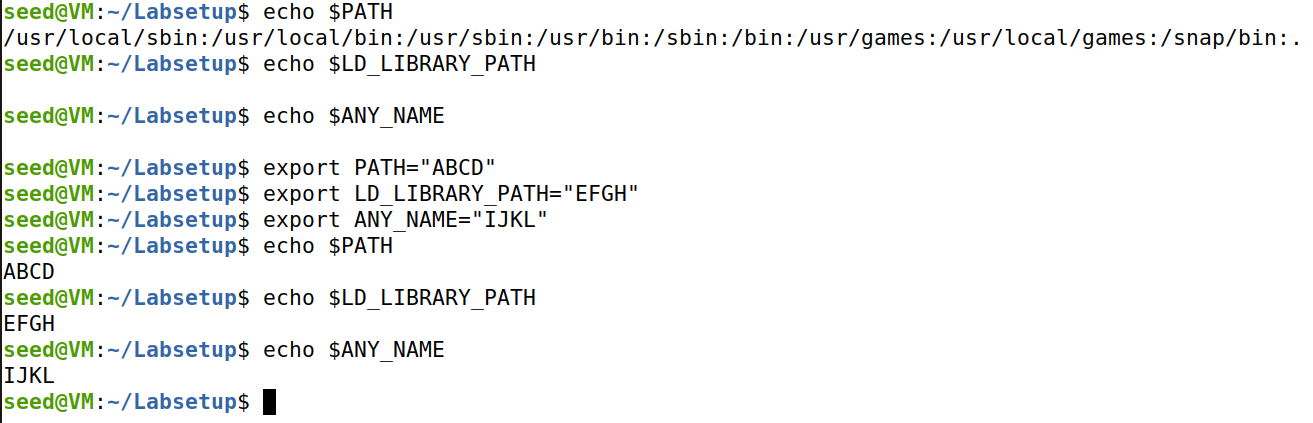 seed@VM:~/Labsetup$ echo $PATH
/usr/local/sbin:/usr/local/bin:/usr/sbin:/usr/bin:/sbin:/bin:/usr/games:/usr/local/games:/snap/bin:.
seed@VM:~/Labsetup$ echo $LD_LIBRARY_PATH
seed@VM:~/Labsetup$ echo $ANY_NAME
seed@VM:~/Labsetup$ export PATH="ABCD"
seed@VM:~/Labsetup$ export LD_LIBRARY_PATH="EFGH"
seed@VM:~/Labsetup$ export ANY_NAME="IJKL"
seed@VM:~/Labsetup$ echo $PATH
ABCD
seed@VM:~/Labsetup$ echo $LD_LIBRARY_PATH
EFGH
seed@VM:~/Labsetup$ echo $ANY_NAME
IJKL
seed@VM:~/Labsetup$